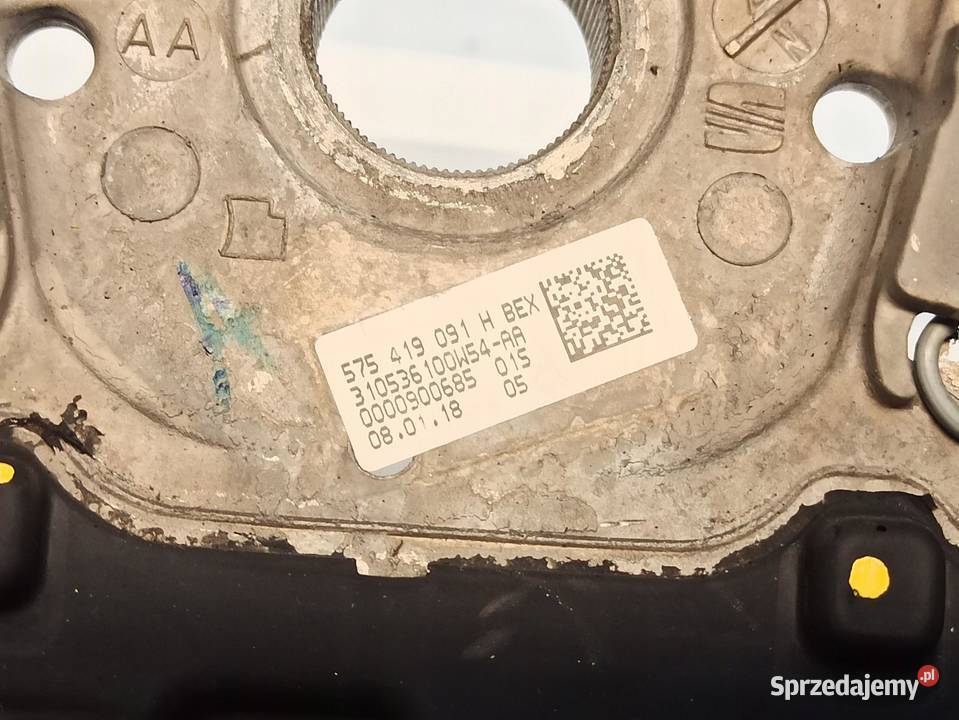 AA
575 419 091 H BEX
310536100W54-AA
0000900685 01S
08.01.18 05
Sprzedajemy.pl